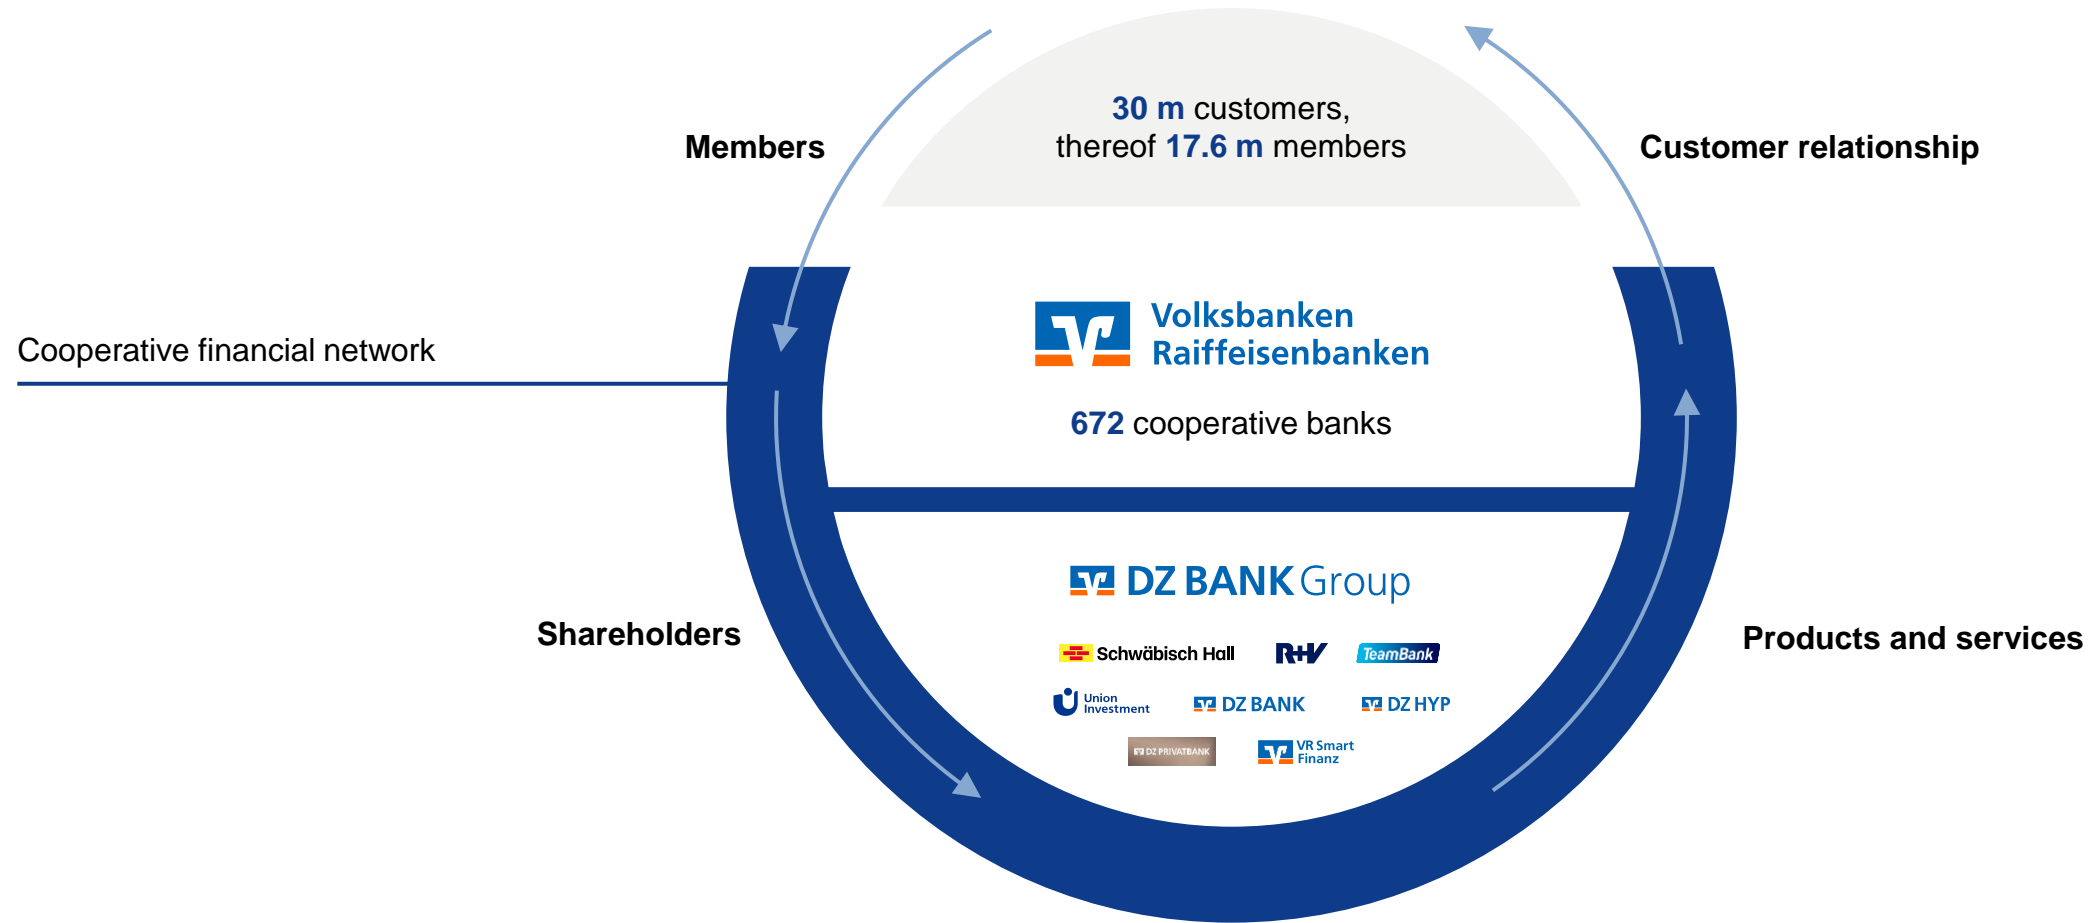 30 m customers,
thereof 17.6 m members
Members
Customer relationship
Volksbanken
Raiffeisenbanken
Cooperative financial network
672 cooperative banks
DZ BANK Group
Shareholders
Products and services
Schwäbisch Hall
R+V
TeamBank
Union
Investment
DZ BANK
DZ HYP
DZ PRIVATBANK
VR Smart
Finanz